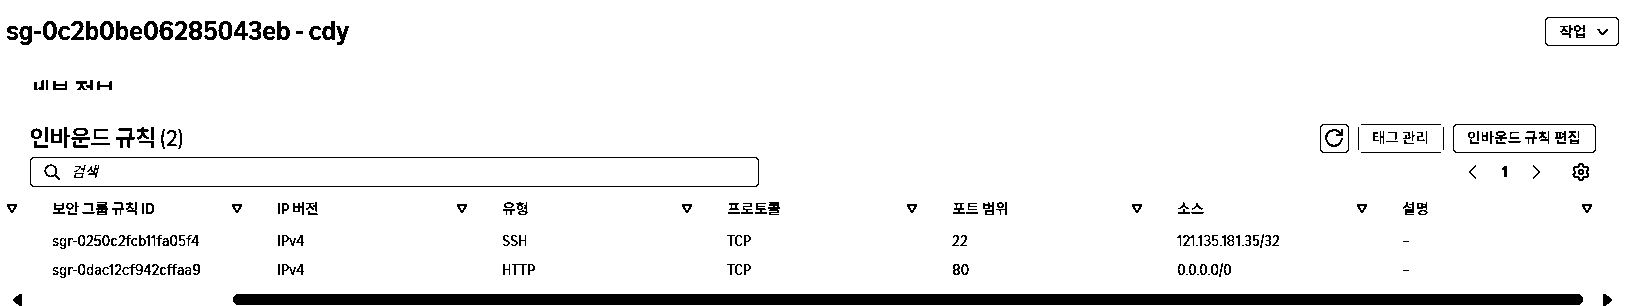 sg-0c2b0be06285043eb - cdy
작업
인바운드 규칙 (2)
태그 관리
인바운드 규칙 편집
검색
1
보안 그룹 규칙 ID IP 버전 유형 프로토콜 포트 범위 소스 설명
sgr-0250c2fcb11fa05f4 IPv4 SSH TCP 22 121.135.181.35/32 –
sgr-0dac12cf942cffaa9 IPv4 HTTP TCP 80 0.0.0.0/0 –